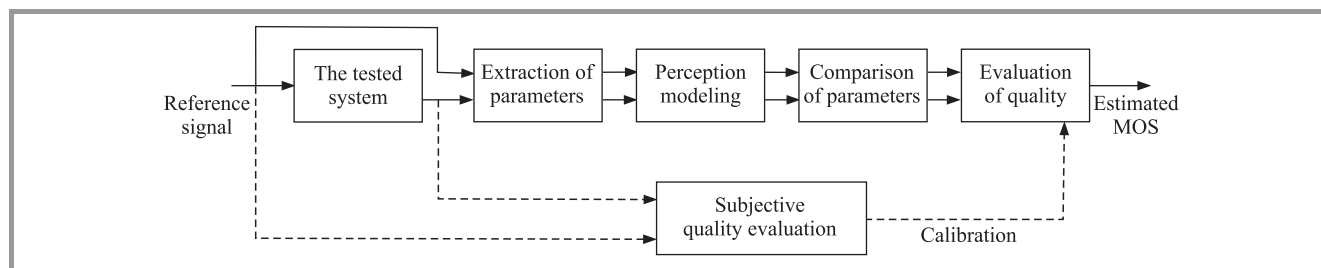 Reference
signal
The tested
system
Extraction of
parameters
Perception
modeling
Comparison
of parameters
Evaluation
of quality
Estimated
MOS
Subjective
quality evaluation
Calibration